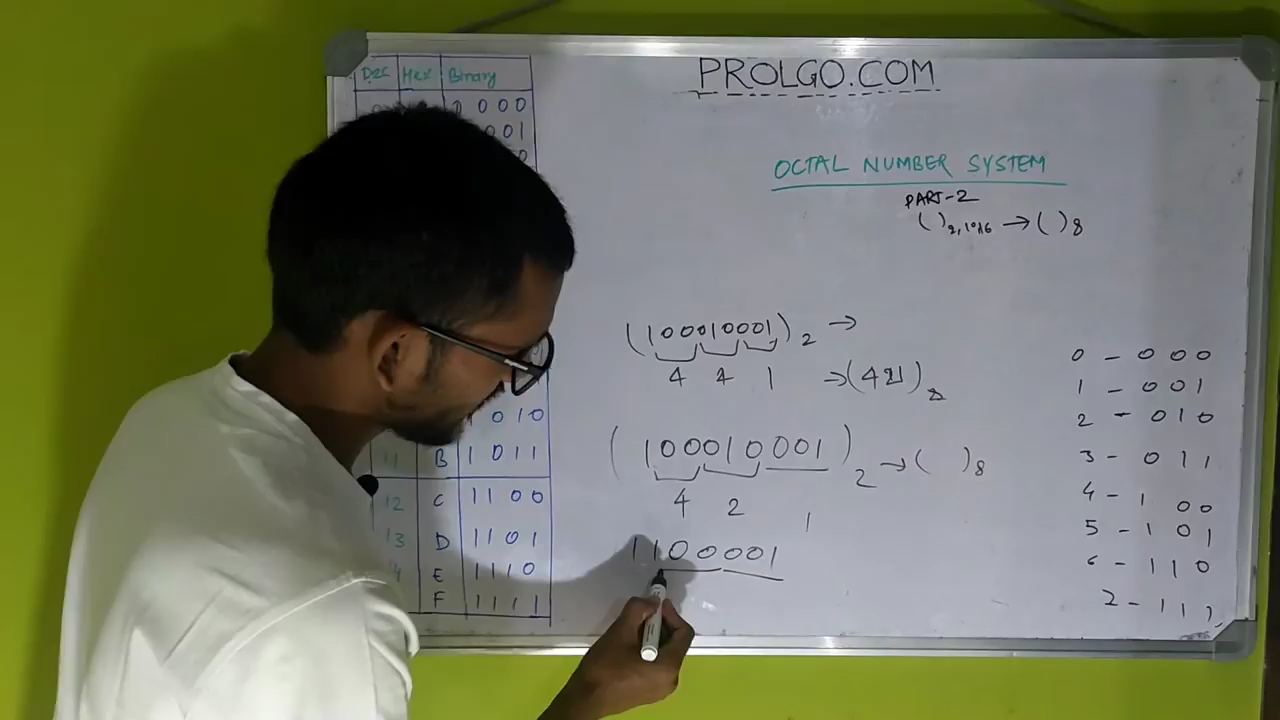 PROLGO.COM
OCTAL NUMBER SYSTEM
PART-2
( )2,10,16 → ( )8
Dec Hex Binary
0 0 0 0
0 0 1
0
0 1 0
11 B 1 0 1 1
12 C 1 1 0 0
13 D 1 1 0 1
E 1 1 1 0
F 1 1 1 1
(100010001)2 →
4 2 1 → (421)8
(100010001)2 → ( )8
4 2 1
1100001
0 - 0 0 0
1 - 0 0 1
2 - 0 1 0
3 - 0 1 1
4 - 1 0 0
5 - 1 0 1
6 - 1 1 0
1 1 1